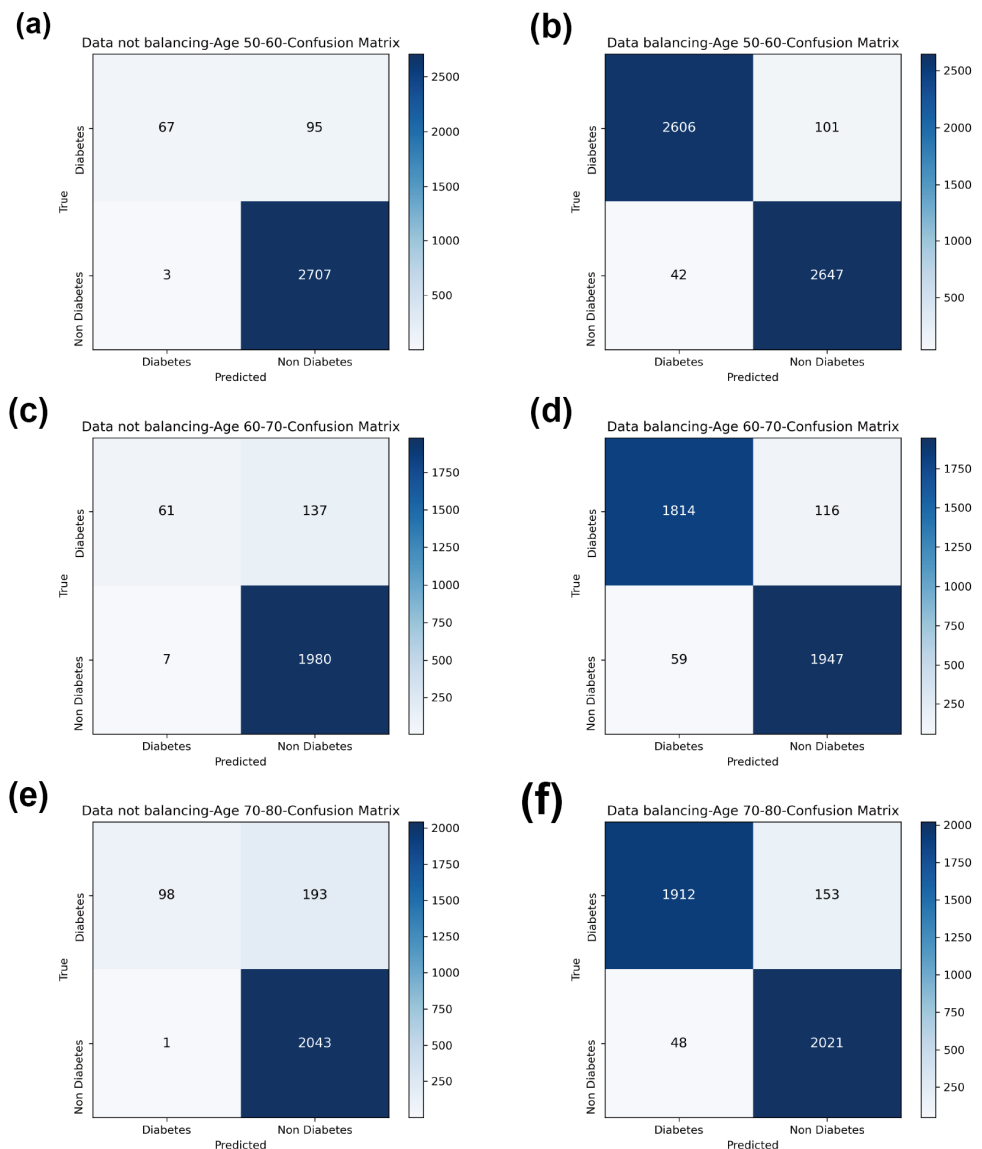 (a)
Data not balancing-Age 50-60-Confusion Matrix
Diabetes
Non Diabetes
True
67 95
3 2707
Diabetes Non Diabetes
Predicted
2500
2000
1500
1000
500
(b)
Data balancing-Age 50-60-Confusion Matrix
Diabetes
Non Diabetes
True
2606 101
42 2647
Diabetes Non Diabetes
Predicted
2500
2000
1500
1000
500
(c)
Data not balancing-Age 60-70-Confusion Matrix
Diabetes
Non Diabetes
True
61 137
7 1980
Diabetes Non Diabetes
Predicted
1750
1500
1250
1000
750
500
250
(d)
Data balancing-Age 60-70-Confusion Matrix
Diabetes
Non Diabetes
True
1814 116
59 1947
Diabetes Non Diabetes
Predicted
1750
1500
1250
1000
750
500
250
(e)
Data not balancing-Age 70-80-Confusion Matrix
Diabetes
Non Diabetes
True
98 193
1 2043
Diabetes Non Diabetes
Predicted
2000
1750
1500
1250
1000
750
500
250
(f)
Data balancing-Age 70-80-Confusion Matrix
Diabetes
Non Diabetes
True
1912 153
48 2021
Diabetes Non Diabetes
Predicted
2000
1750
1500
1250
1000
750
500
250